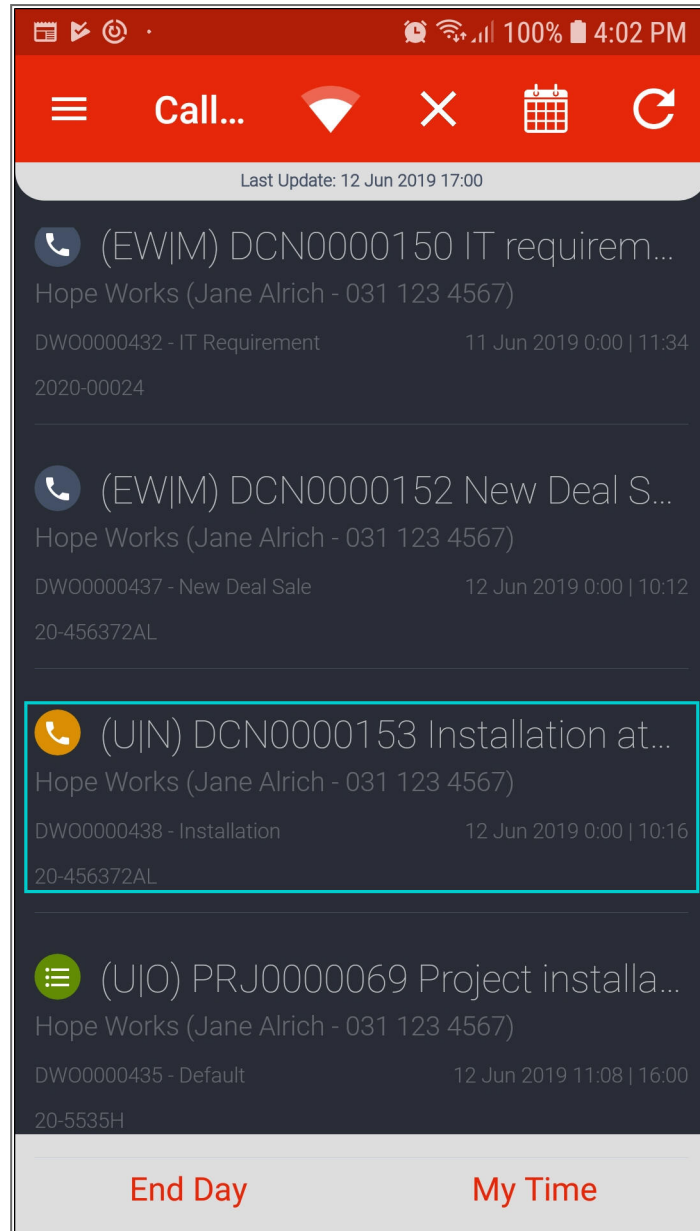 100% 4:02 PM
Call...
Last Update: 12 Jun 2019 17:00
(EW|M) DCN0000150 IT requirem...
Hope Works (Jane Alrich - 031 123 4567)
DWO0000432 - IT Requirement 11 Jun 2019 0:00 | 11:34
2020-00024
(EW|M) DCN0000152 New Deal S...
Hope Works (Jane Alrich - 031 123 4567)
DWO0000437 - New Deal Sale 12 Jun 2019 0:00 | 10:12
20-456372AL
(U|N) DCN0000153 Installation at...
Hope Works (Jane Alrich - 031 123 4567)
DWO0000438 - Installation 12 Jun 2019 0:00 | 10:16
20-456372AL
(U|O) PRJ0000069 Project installa...
Hope Works (Jane Alrich - 031 123 4567)
DWO0000435 - Default 12 Jun 2019 11:08 | 16:00
20-5535H
End Day My Time